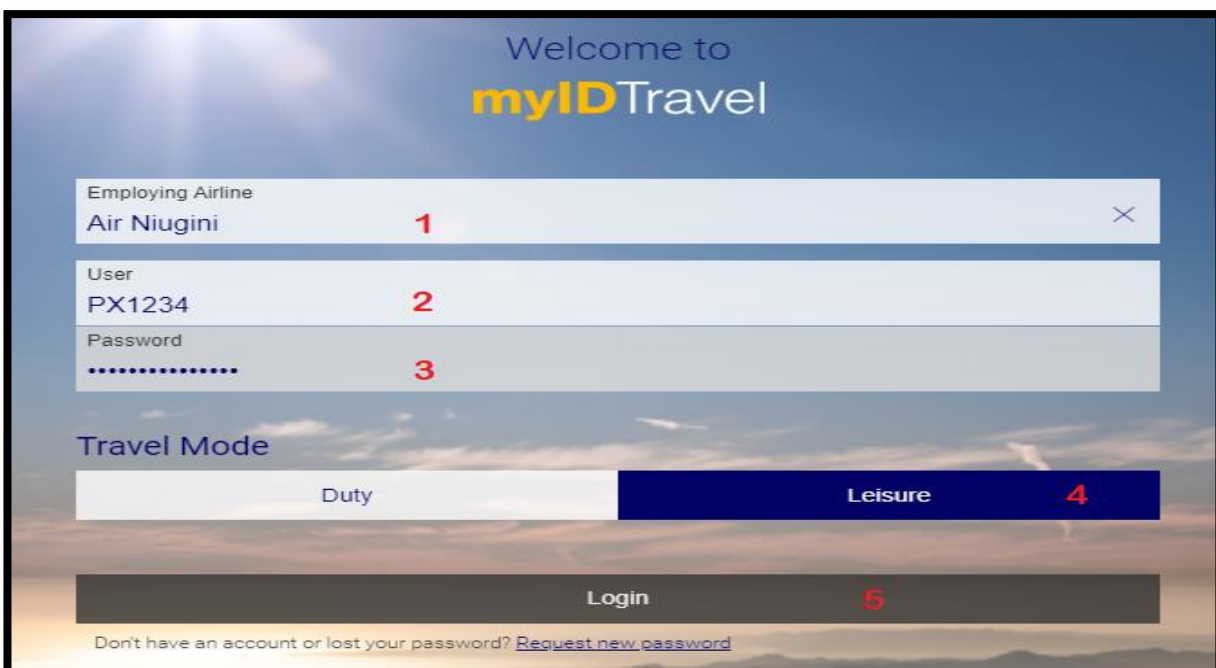 Welcome to
myIDTravel
Employing Airline
Air Niugini 1
User
PX1234 2
Password
••••••••••••••• 3
Travel Mode
Duty Leisure 4
Login 5
Don't have an account or lost your password? Request new password